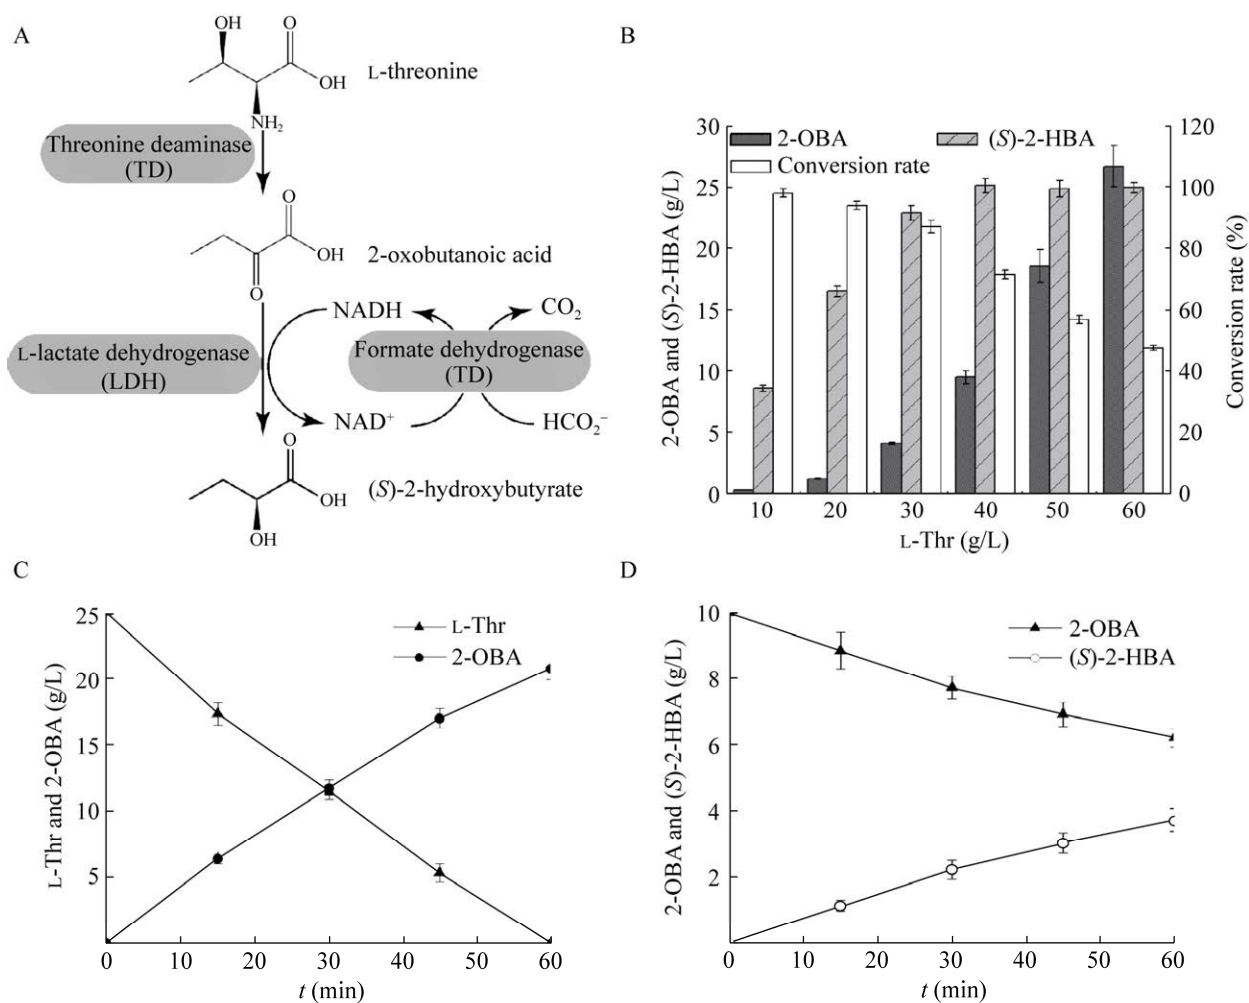 A
OH
O
OH
NH2
L-threonine
Threonine deaminase
(TD)
O
OH
O
2-oxobutanoic acid
NADH
CO2
L-lactate dehydrogenase
(LDH)
Formate dehydrogenase
(TD)
NAD+
HCO2−
O
OH
OH
(S)-2-hydroxybutyrate
B
2-OBA
(S)-2-HBA
Conversion rate
2-OBA and (S)-2-HBA (g/L)
30
25
20
15
10
5
0
120
100
80
60
40
20
0
Conversion rate (%)
10 20 30 40 50 60
L-Thr (g/L)
C
L-Thr
2-OBA
L-Thr and 2-OBA (g/L)
25
20
15
10
5
0 10 20 30 40 50 60
t (min)
D
2-OBA
(S)-2-HBA
2-OBA and (S)-2-HBA (g/L)
10
8
6
4
2
0 10 20 30 40 50 60
t (min)